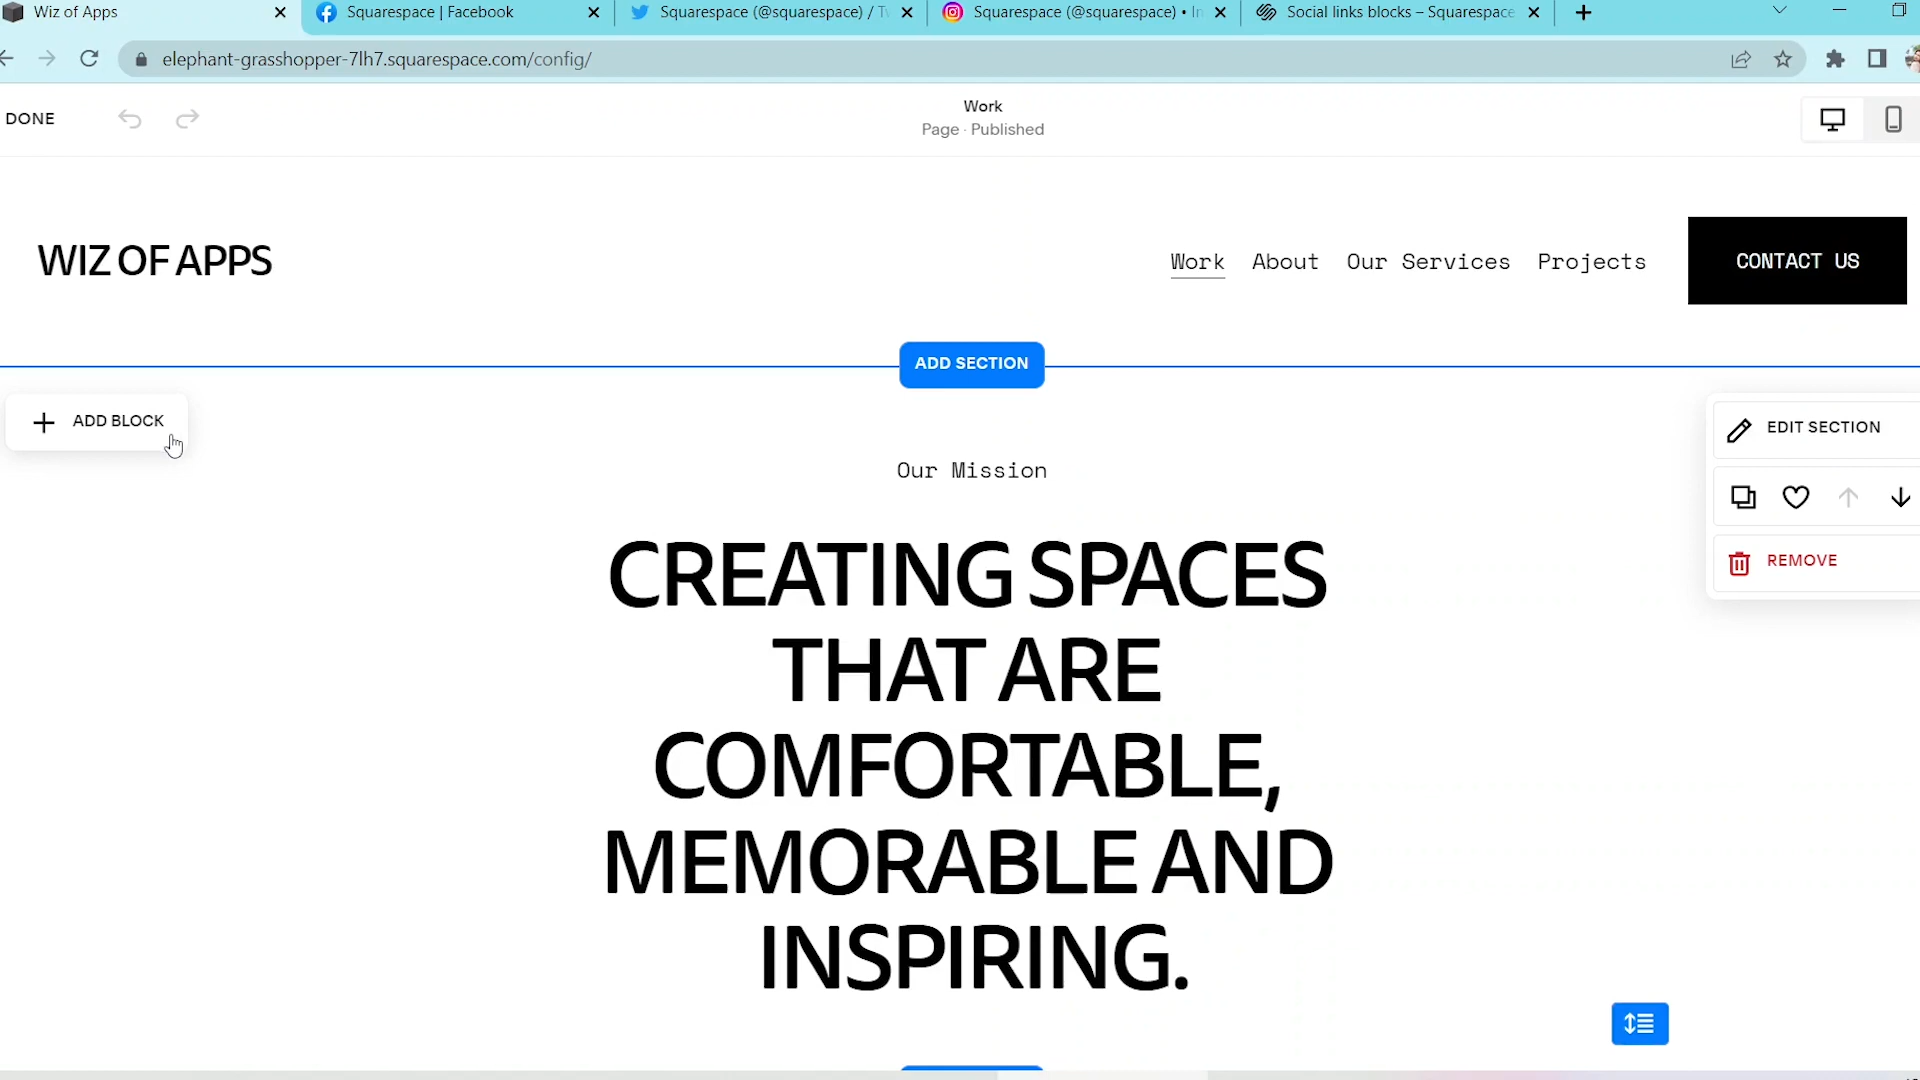 Wiz of Apps
Squarespace | Facebook
Squarespace (@squarespace) / Tw
Squarespace (@squarespace) • In
Social links blocks – Squarespace
elephant-grasshopper-7lh7.squarespace.com/config/
DONE
Work
Page · Published
WIZ OF APPS
Work
About
Our Services
Projects
CONTACT US
ADD SECTION
ADD BLOCK
EDIT SECTION
REMOVE
Our Mission
CREATING SPACES
THAT ARE
COMFORTABLE,
MEMORABLE AND
INSPIRING.